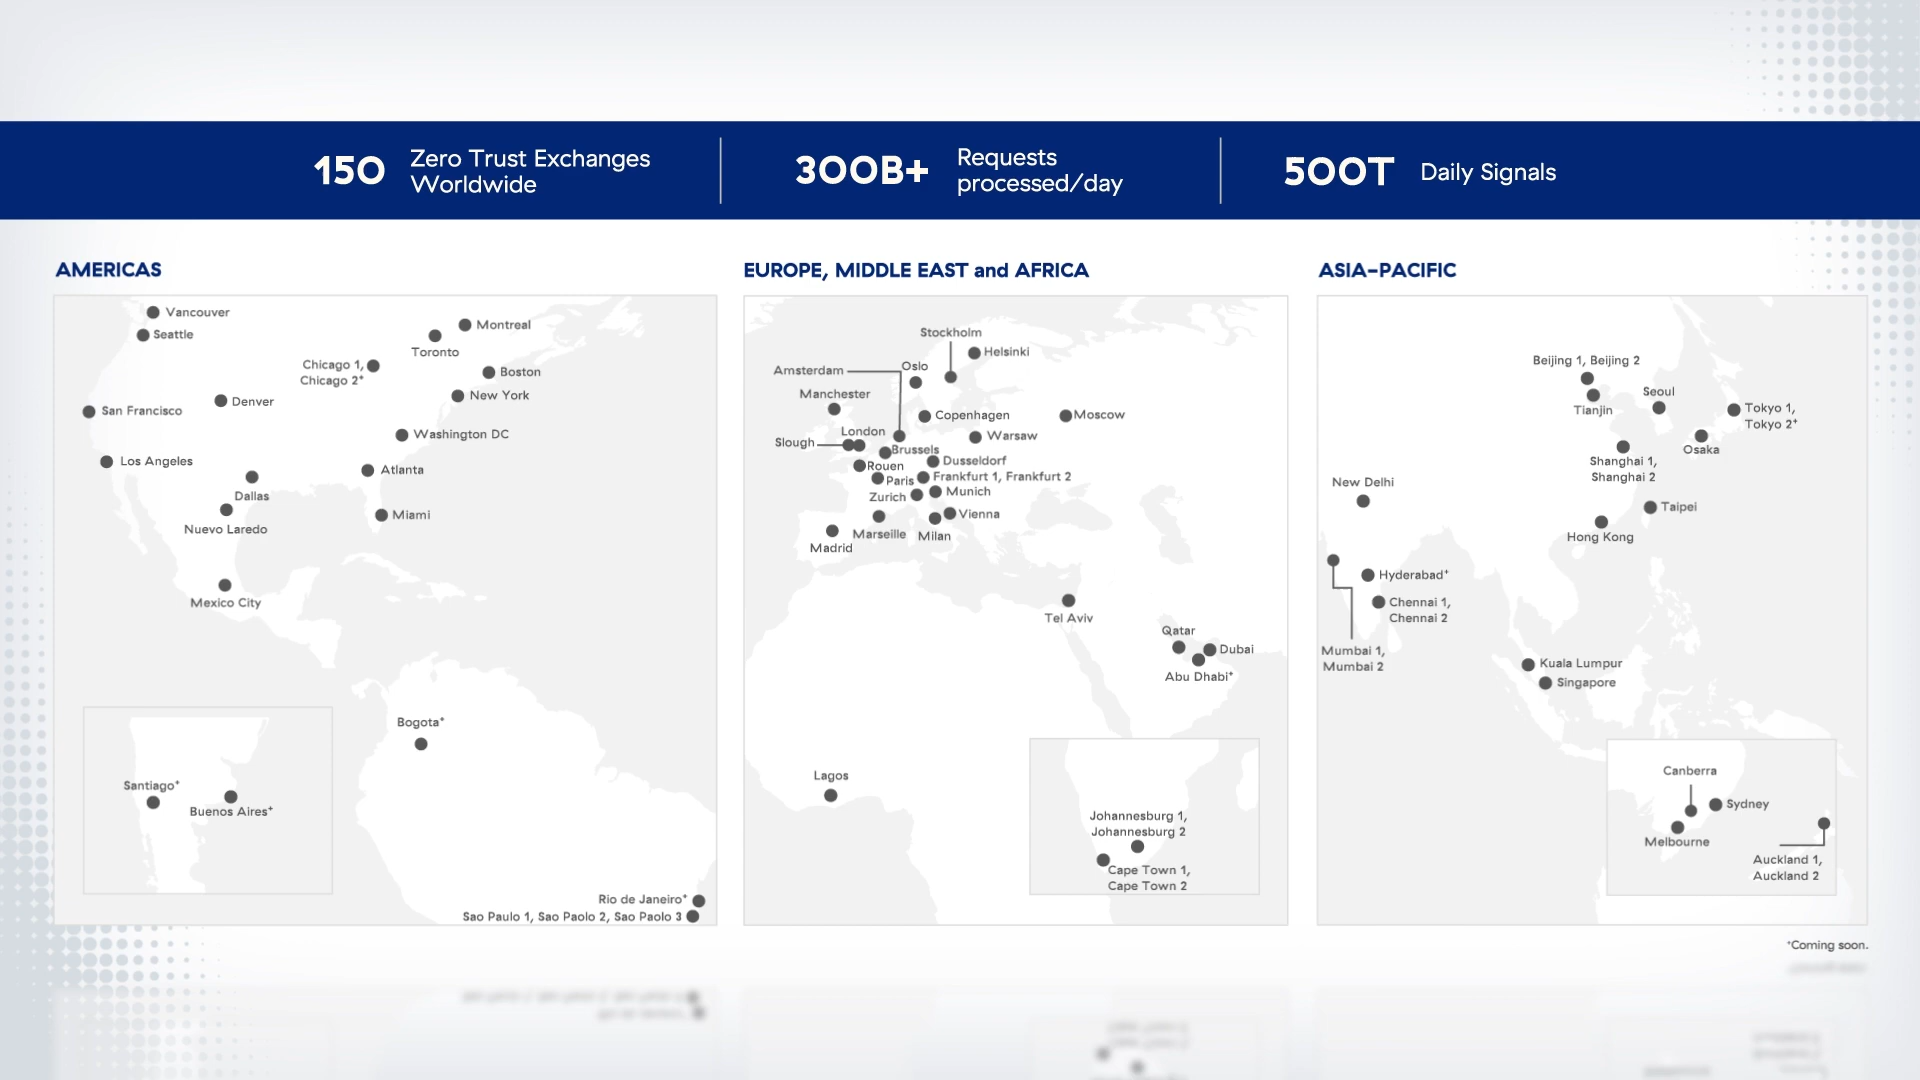 150
Zero Trust Exchanges
Worldwide
300B+
Requests
processed/day
500T
Daily Signals
AMERICAS
Vancouver
Seattle
Montreal
Toronto
Chicago 1,
Chicago 2+
Boston
New York
Denver
San Francisco
Washington DC
Los Angeles
Atlanta
Dallas
Nuevo Laredo
Miami
Mexico City
Bogota+
Santiago+
Buenos Aires+
Rio de Janeiro+
Sao Paulo 1, Sao Paolo 2, Sao Paolo 3
EUROPE, MIDDLE EAST and AFRICA
Stockholm
Helsinki
Amsterdam
Oslo
Manchester
Copenhagen
Moscow
London
Slough
Warsaw
Brussels
Rouen
Dusseldorf
Paris
Frankfurt 1, Frankfurt 2
Zurich
Munich
Vienna
Marseille
Milan
Madrid
Tel Aviv
Qatar
Dubai
Abu Dhabi+
Lagos
Johannesburg 1,
Johannesburg 2
Cape Town 1,
Cape Town 2
ASIA-PACIFIC
Beijing 1, Beijing 2
Tianjin
Seoul
Tokyo 1,
Tokyo 2+
Osaka
Shanghai 1,
Shanghai 2
New Delhi
Taipei
Hong Kong
Hyderabad+
Chennai 1,
Chennai 2
Mumbai 1,
Mumbai 2
Kuala Lumpur
Singapore
Canberra
Sydney
Melbourne
Auckland 1,
Auckland 2
+Coming soon.